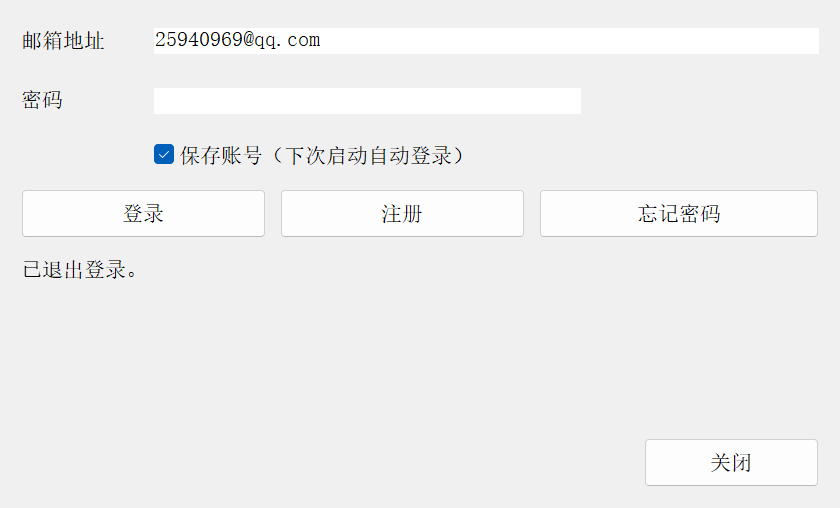 邮箱地址 25940969@qq.com
密码
保存账号（下次启动自动登录）
登录 注册 忘记密码
已退出登录。
关闭